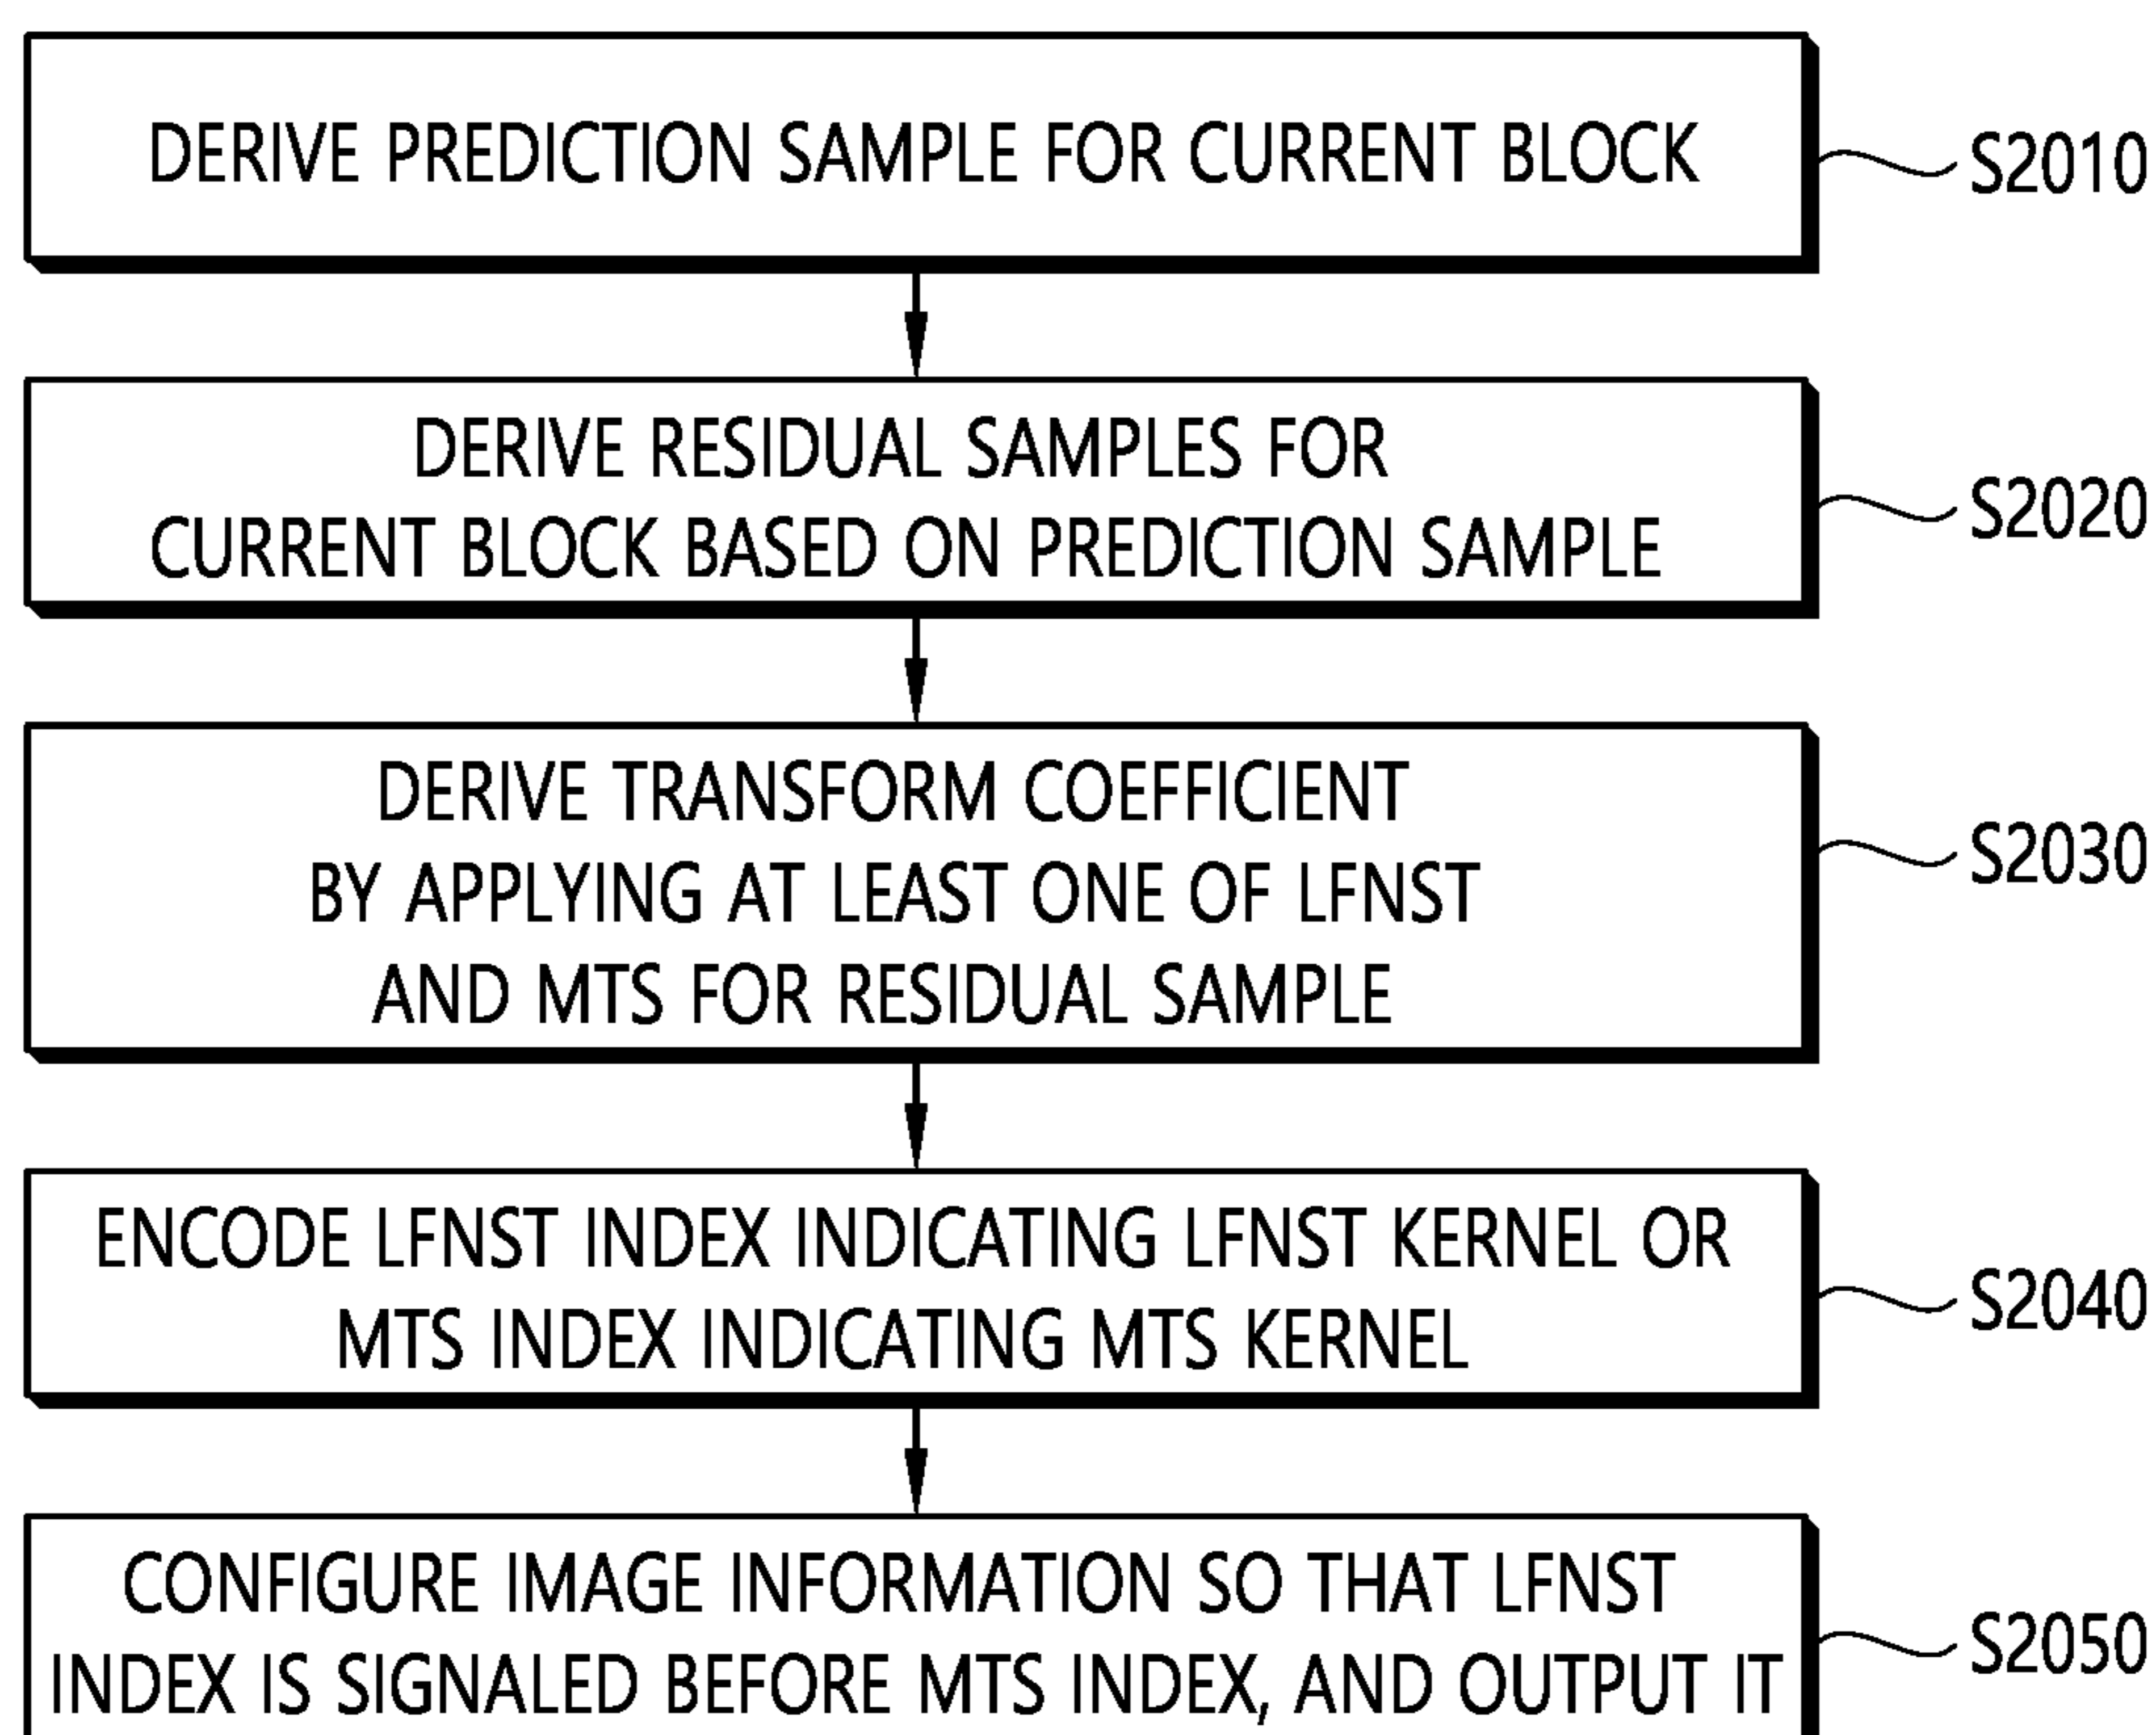 DERIVE PREDICTION SAMPLE FOR CURRENT BLOCK
S2010
DERIVE RESIDUAL SAMPLES FOR
CURRENT BLOCK BASED ON PREDICTION SAMPLE
S2020
DERIVE TRANSFORM COEFFICIENT
BY APPLYING AT LEAST ONE OF LFNST
AND MTS FOR RESIDUAL SAMPLE
S2030
ENCODE LFNST INDEX INDICATING LFNST KERNEL OR
MTS INDEX INDICATING MTS KERNEL
S2040
CONFIGURE IMAGE INFORMATION SO THAT LFNST
INDEX IS SIGNALED BEFORE MTS INDEX, AND OUTPUT IT
S2050